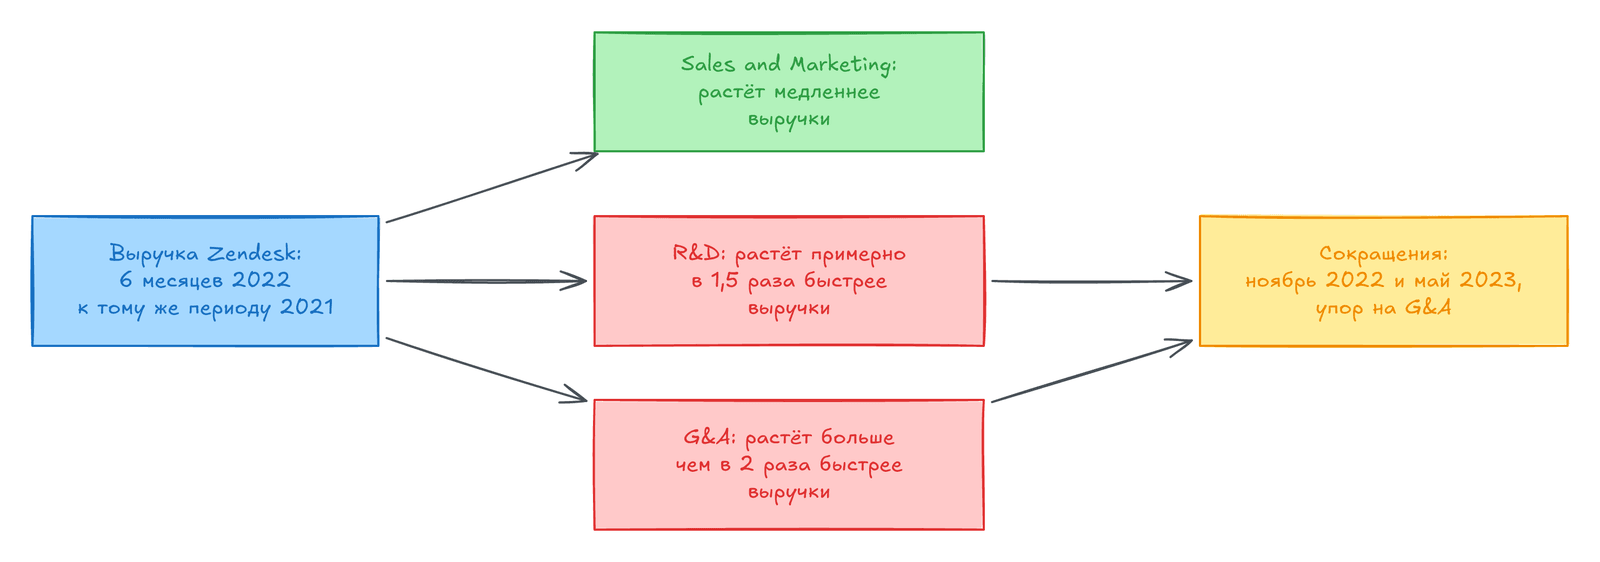 Sales and Marketing:
растёт медленнее
выручки
Выручка Zendesk:
6 месяцев 2022
к тому же периоду 2021
R&D: растёт примерно
в 1,5 раза быстрее
выручки
Сокращения:
ноябрь 2022 и май 2023,
упор на G&A
G&A: растёт больше
чем в 2 раза быстрее
выручки